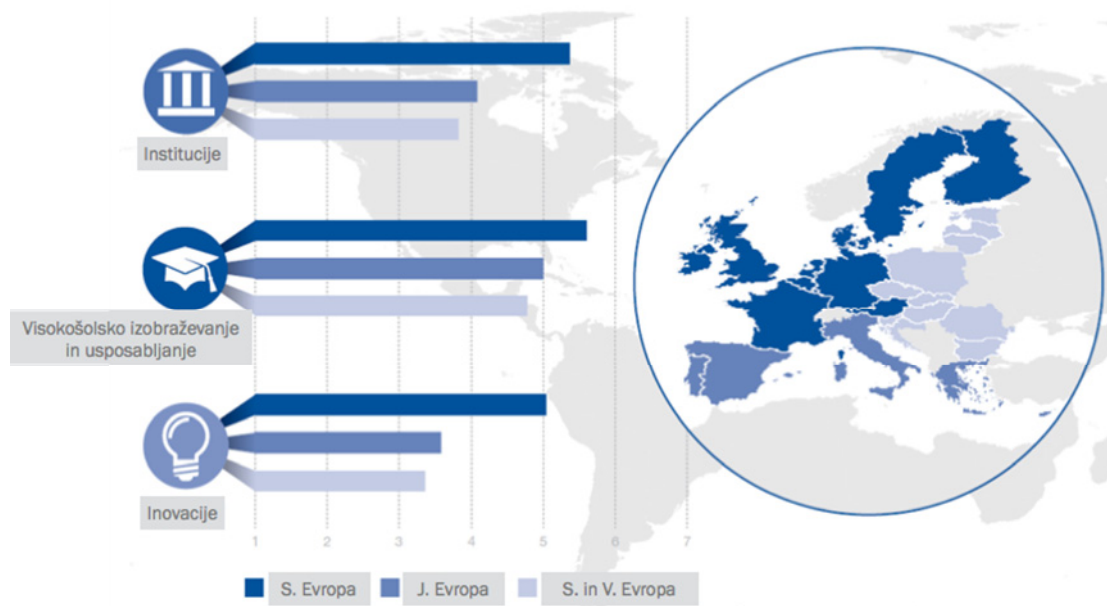 Institucije
Visokošolsko izobraževanje
in usposabljanje
Inovacije
1 2 3 4 5 6 7
S. Evropa J. Evropa S. in V. Evropa